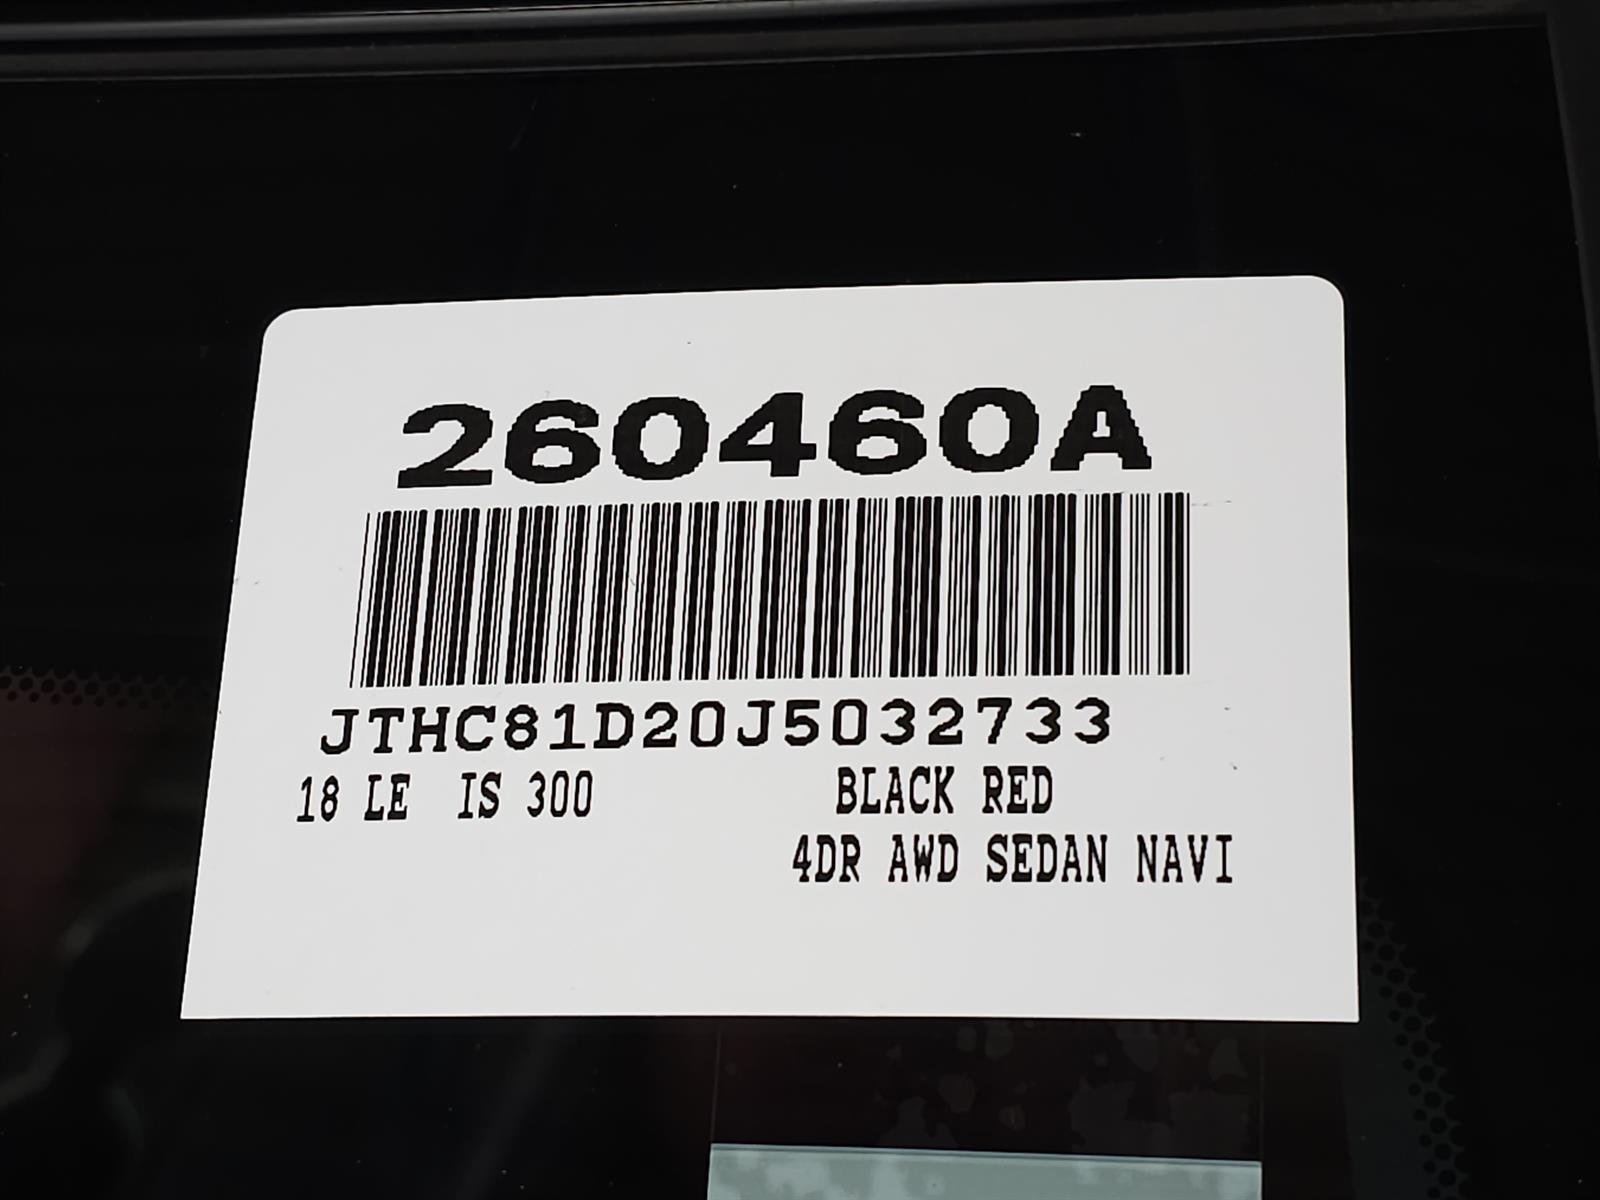 260460A
JTHC81D20J5032733
18 LE IS 300 BLACK RED
4DR AWD SEDAN NAVI